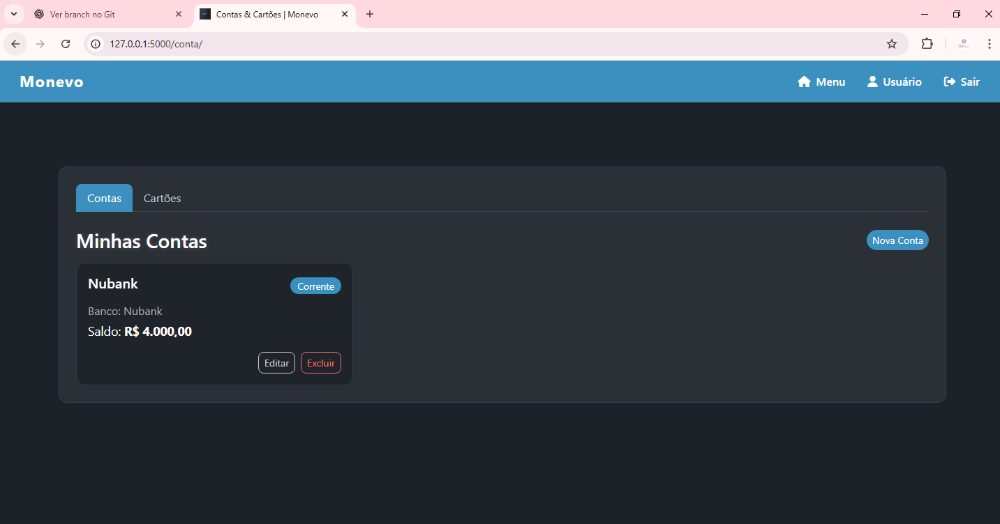 Ver branch no Git
Contas & Cartões | Monevo
127.0.0.1:5000/conta/
Monevo
Menu
Usuário
Sair
Contas
Cartões
Minhas Contas
Nova Conta
Nubank
Corrente
Banco: Nubank
Saldo: R$ 4.000,00
Editar
Excluir